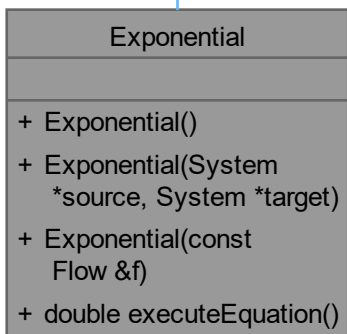 Exponential
+ Exponential()
+ Exponential(System
*source, System *target)
+ Exponential(const
Flow &f)
+ double executeEquation()